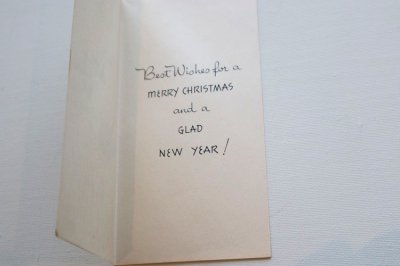 Best Wishes for a
MERRY CHRISTMAS
and a
GLAD
NEW YEAR!